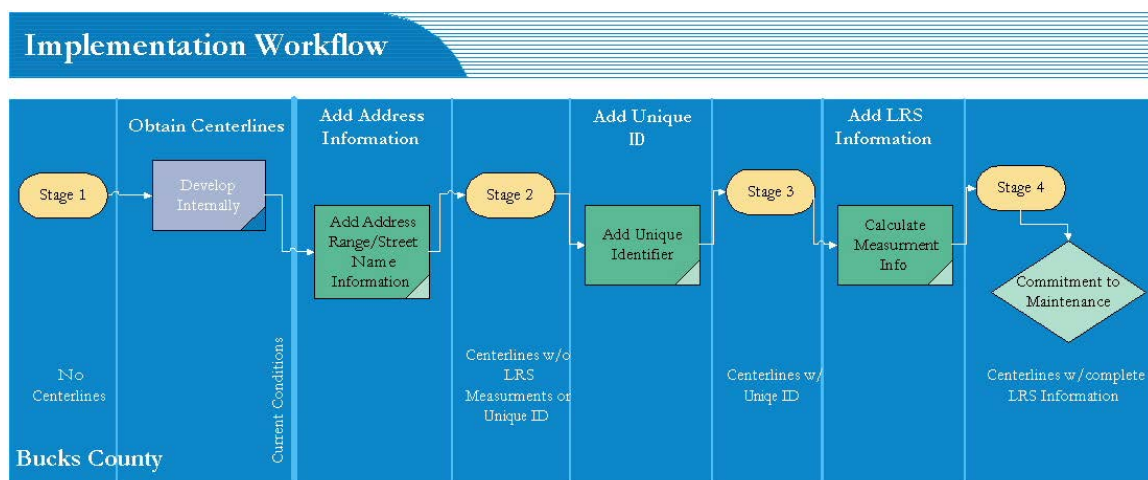 Implementation Workflow
Obtain Centerlines
Add Address
Information
Add Unique
ID
Add LRS
Information
Stage 1
Develop
Internally
Add Address
Range/Street
Name
Information
Stage 2
Add Unique
Identifier
Stage 3
Calculate
Measurment
Info
Stage 4
Commitment to
Maintenance
No
Centerlines
Current Conditions
Centerlines w/o
LRS
Measurments or
Unique ID
Centerlines w/
Uniqe ID
Centerlines w/complete
LRS Information
Bucks County